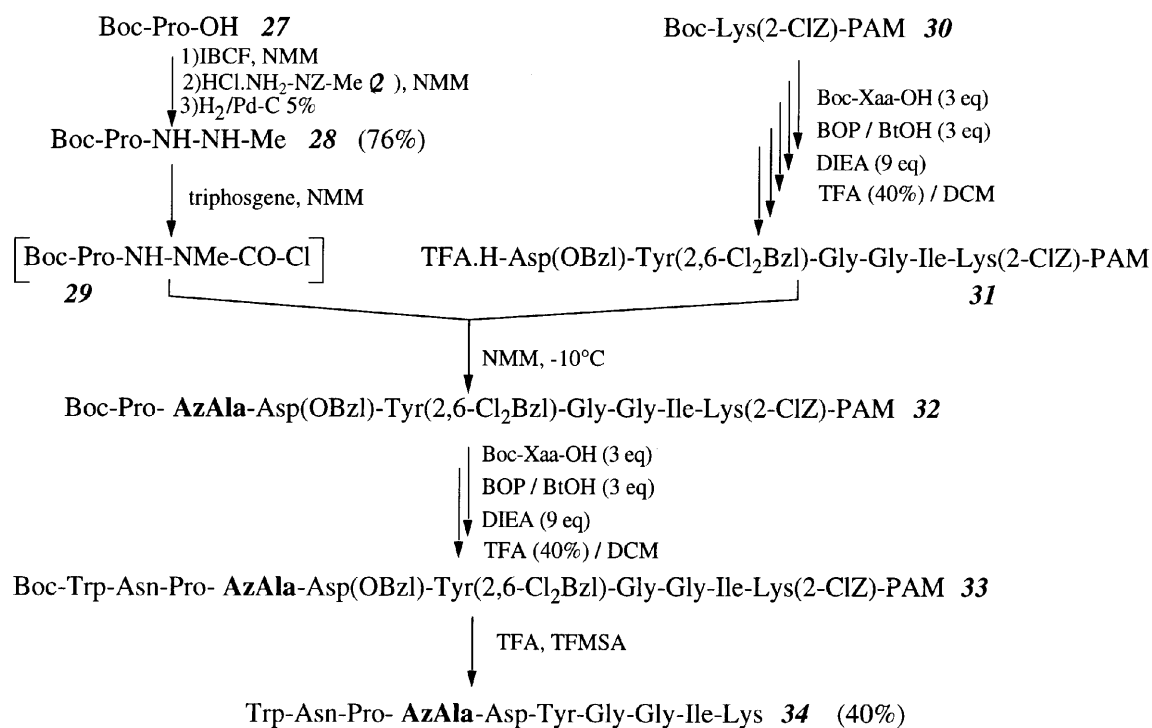 Boc-Pro-OH 27
1)IBCF, NMM
2)HCl.NH2-NZ-Me (2 ), NMM
3)H2/Pd-C 5%
Boc-Pro-NH-NH-Me 28 (76%)
triphosgene, NMM
[Boc-Pro-NH-NMe-CO-Cl]
29
Boc-Lys(2-ClZ)-PAM 30
Boc-Xaa-OH (3 eq)
BOP / BtOH (3 eq)
DIEA (9 eq)
TFA (40%) / DCM
TFA.H-Asp(OBzl)-Tyr(2,6-Cl2Bzl)-Gly-Gly-Ile-Lys(2-ClZ)-PAM
31
NMM, -10°C
Boc-Pro- AzAla-Asp(OBzl)-Tyr(2,6-Cl2Bzl)-Gly-Gly-Ile-Lys(2-ClZ)-PAM 32
Boc-Xaa-OH (3 eq)
BOP / BtOH (3 eq)
DIEA (9 eq)
TFA (40%) / DCM
Boc-Trp-Asn-Pro- AzAla-Asp(OBzl)-Tyr(2,6-Cl2Bzl)-Gly-Gly-Ile-Lys(2-ClZ)-PAM 33
TFA, TFMSA
Trp-Asn-Pro- AzAla-Asp-Tyr-Gly-Gly-Ile-Lys 34 (40%)